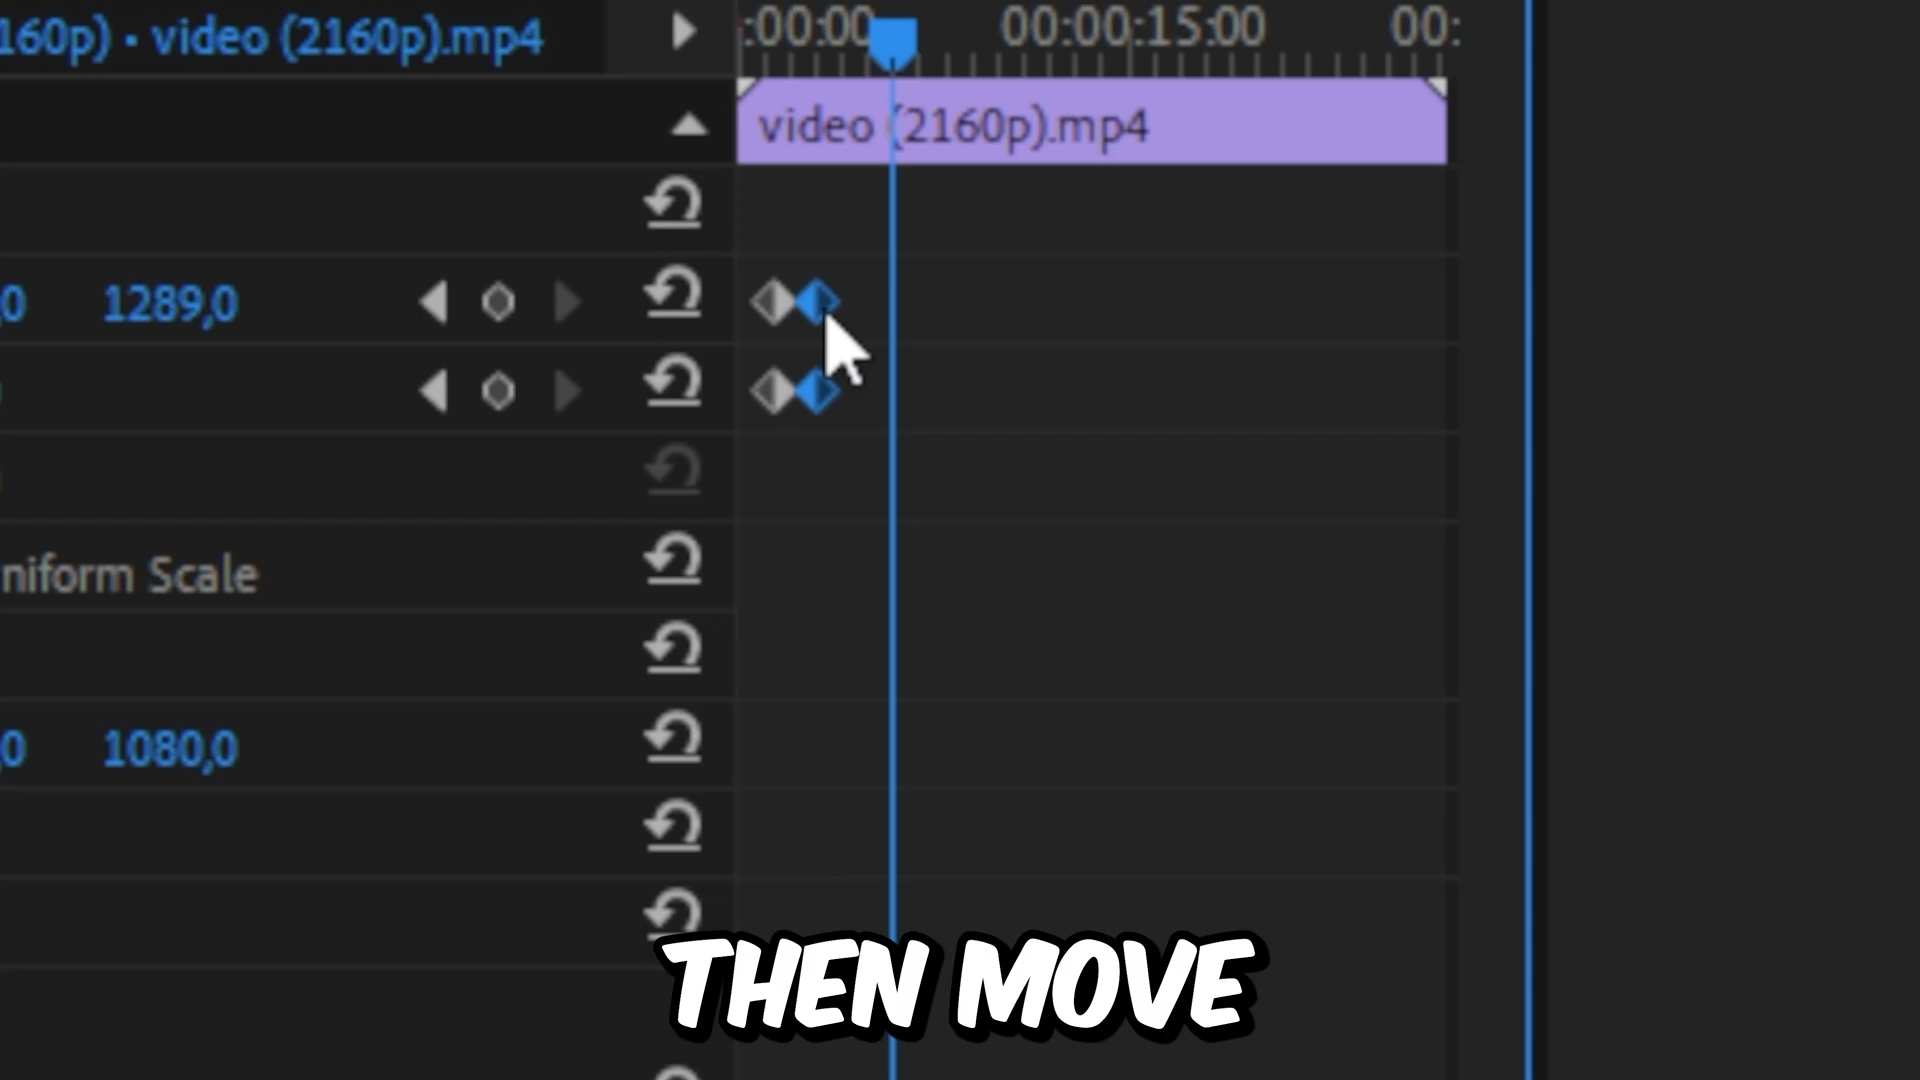 160p) • video (2160p).mp4
:00:00
00:00:15:00
00:
video (2160p).mp4
,0 1289,0
niform Scale
,0 1080,0
THEN MOVE